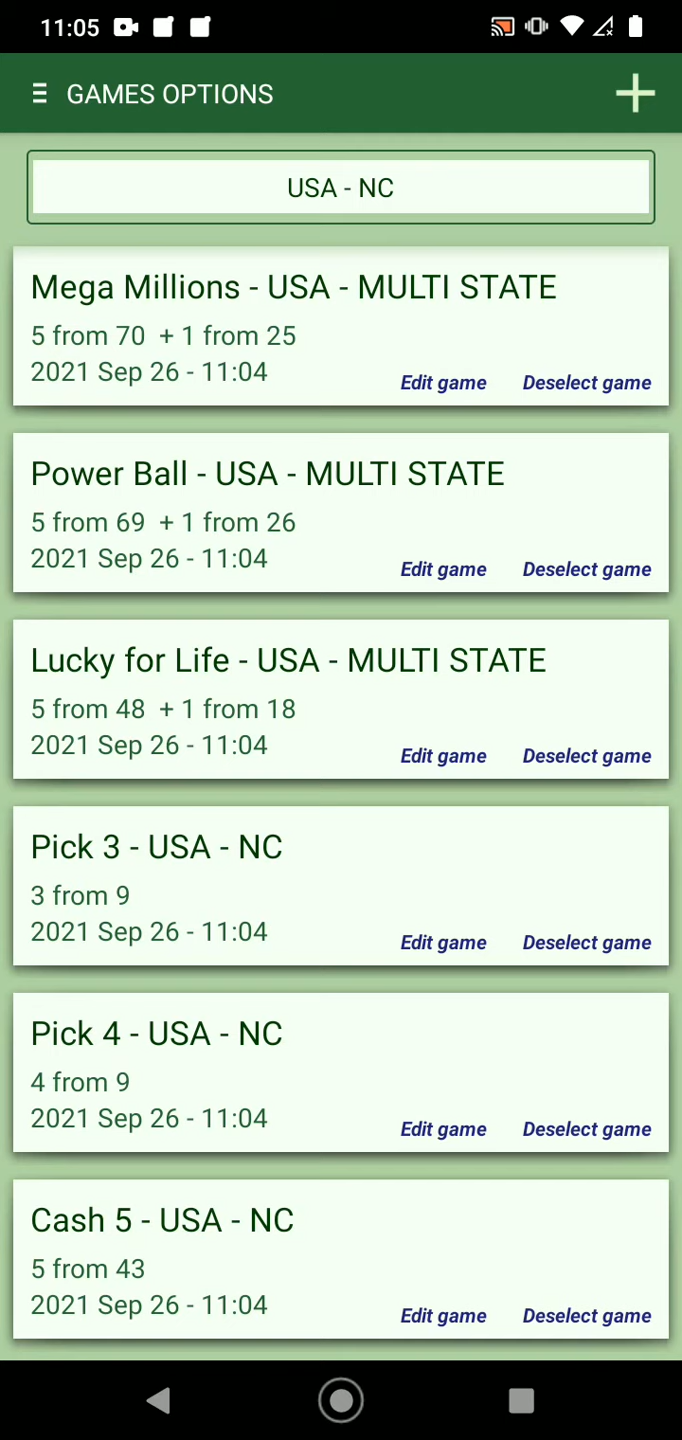 11:05
GAMES OPTIONS
USA - NC
Mega Millions - USA - MULTI STATE
5 from 70  + 1 from 25
2021 Sep 26 - 11:04
Edit game Deselect game
Power Ball - USA - MULTI STATE
5 from 69  + 1 from 26
2021 Sep 26 - 11:04
Edit game Deselect game
Lucky for Life - USA - MULTI STATE
5 from 48  + 1 from 18
2021 Sep 26 - 11:04
Edit game Deselect game
Pick 3 - USA - NC
3 from 9
2021 Sep 26 - 11:04
Edit game Deselect game
Pick 4 - USA - NC
4 from 9
2021 Sep 26 - 11:04
Edit game Deselect game
Cash 5 - USA - NC
5 from 43
2021 Sep 26 - 11:04
Edit game Deselect game